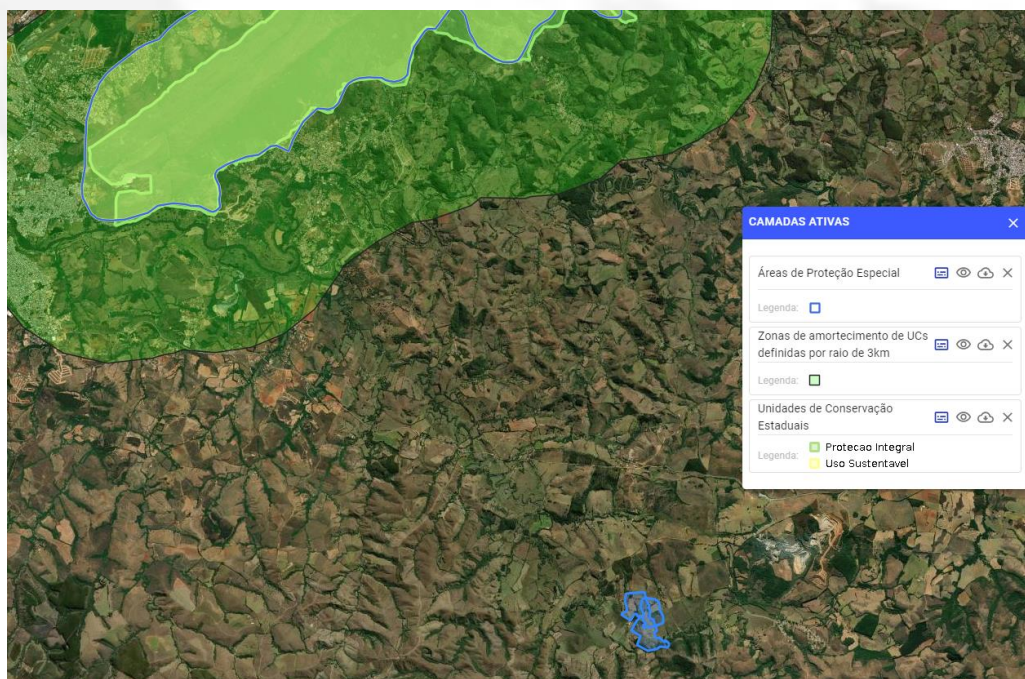 CAMADAS ATIVAS
Áreas de Proteção Especial
Legenda:
Zonas de amortecimento de UCs
definidas por raio de 3km
Legenda:
Unidades de Conservação
Estaduais
Legenda:
Protecao Integral
Uso Sustentavel